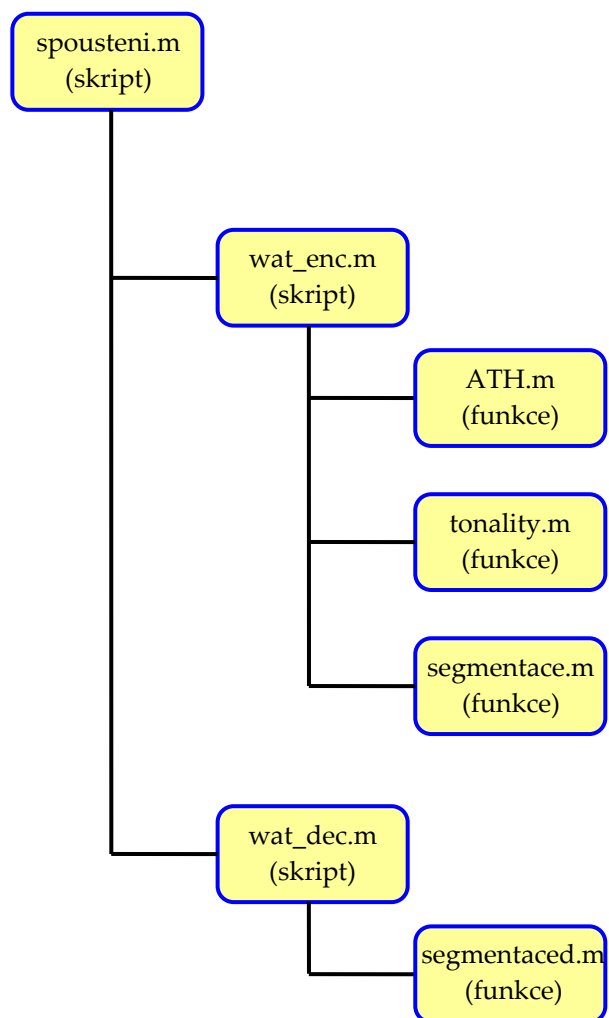 spousteni.m
(skript)
wat_enc.m
(skript)
ATH.m
(funkce)
tonality.m
(funkce)
segmentace.m
(funkce)
wat_dec.m
(skript)
segmentaced.m
(funkce)